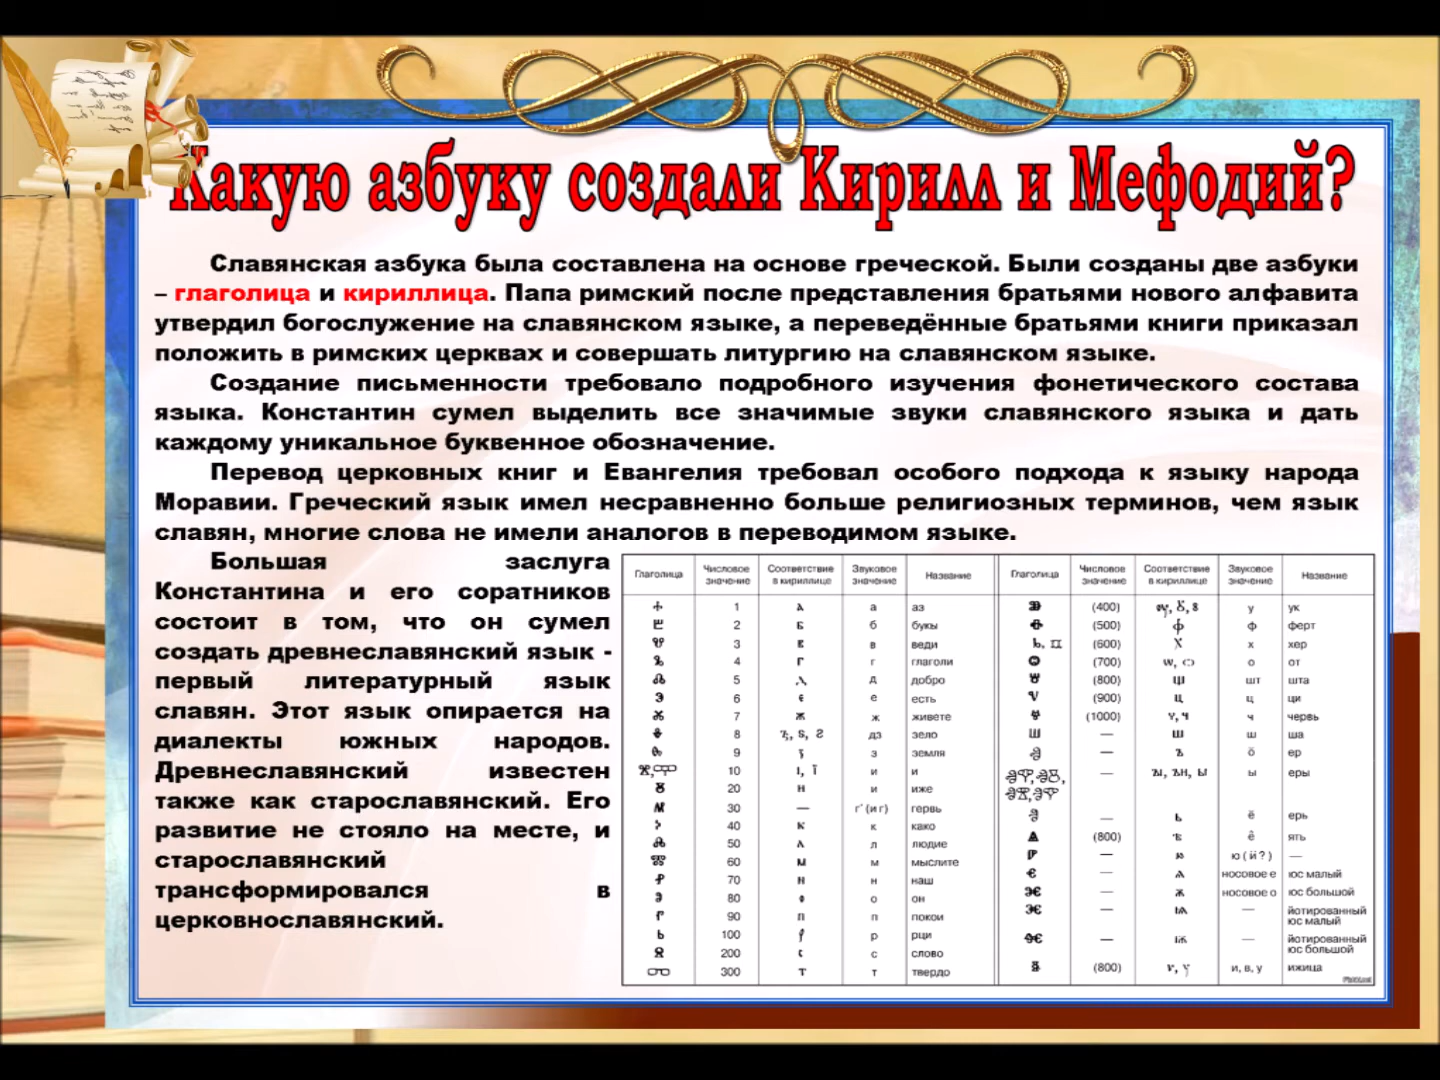 Какую азбуку создали Кирилл и Мефодий?
Славянская азбука была составлена на основе греческой. Были созданы две азбуки
– глаголица и кириллица. Папа римский после представления братьями нового алфавита
утвердил богослужение на славянском языке, а переведённые братьями книги приказал
положить в римских церквах и совершать литургию на славянском языке.
Создание письменности требовало подробного изучения фонетического состава
языка. Константин сумел выделить все значимые звуки славянского языка и дать
каждому уникальное буквенное обозначение.
Перевод церковных книг и Евангелия требовал особого подхода к языку народа
Моравии. Греческий язык имел несравненно больше религиозных терминов, чем язык
славян, многие слова не имели аналогов в переводимом языке.
Большая заслуга
Константина и его соратников
состоит в том, что он сумел
создать древнеславянский язык -
первый литературный язык
славян. Этот язык опирается на
диалекты южных народов.
Древнеславянский известен
также как старославянский. Его
развитие не стояло на месте, и
старославянский
трансформировался в
церковнославянский.
Глаголица Числовое значение Соответствие в кириллице Звуковое значение Название
1 а аз
2 б букы
3 в веди
4 г глаголи
5 д добро
6 е есть
7 ж живете
8 дз зело
9 з земля
10 и и
20 и иже
30 — г' (и г) гервь
40 к како
50 л людие
60 м мыслите
70 н наш
80 о он
90 п покои
100 р рци
200 с слово
300 т твердо
Глаголица Числовое значение Соответствие в кириллице Звуковое значение Название
(400) у ук
(500) ф ферт
(600) х хер
(700) о от
(800) шт шта
(900) ц ци
(1000) ч червь
— ш ша
— ъ ö ер
— ы еры
— ь ё ерь
(800) ê ять
— ю ( й ? ) —
— носовое е юс малый
— носовое о юс большой
— — йотированный юс малый
— — йотированный юс большой
(800) и, в, у ижица